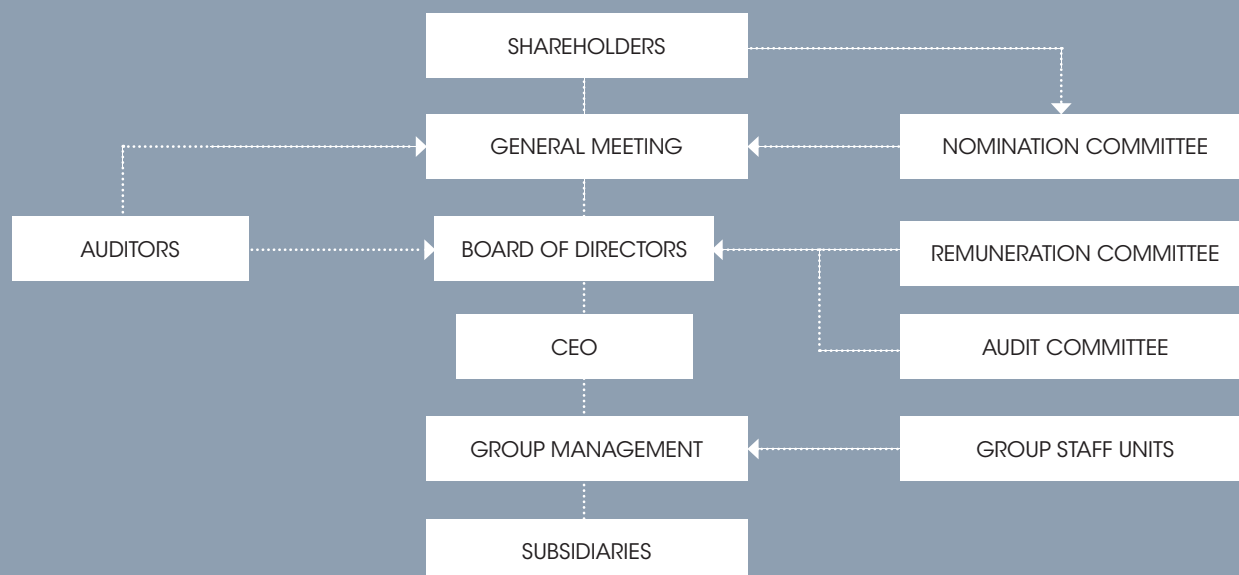 SHAREHOLDERS
GENERAL MEETING
NOMINATION COMMITTEE
AUDITORS
BOARD OF DIRECTORS
REMUNERATION COMMITTEE
CEO
AUDIT COMMITTEE
GROUP MANAGEMENT
GROUP STAFF UNITS
SUBSIDIARIES